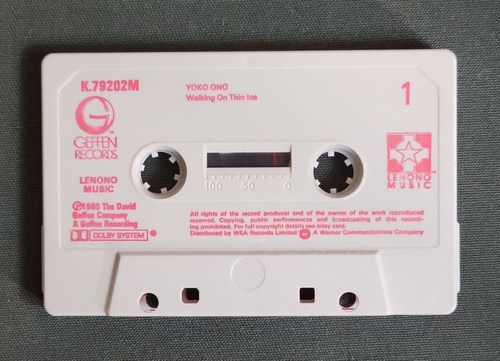 K.79202M
YOKO ONO
Walking On Thin Ice
1
G
GEFFEN
RECORDS
LENONO
MUSIC
LENONO
MUSIC
100 50 0
Ⓟ1980 The David
Geffen Company
A Geffen Recording
DOLBY SYSTEM
All rights of the record producer and of the owner of the work reproduced
reserved. Copying, public performances and broadcasting of this record-
ing prohibited. For full copyright details see inlay card.
Distributed by WEA Records Limited A Warner Communications Company